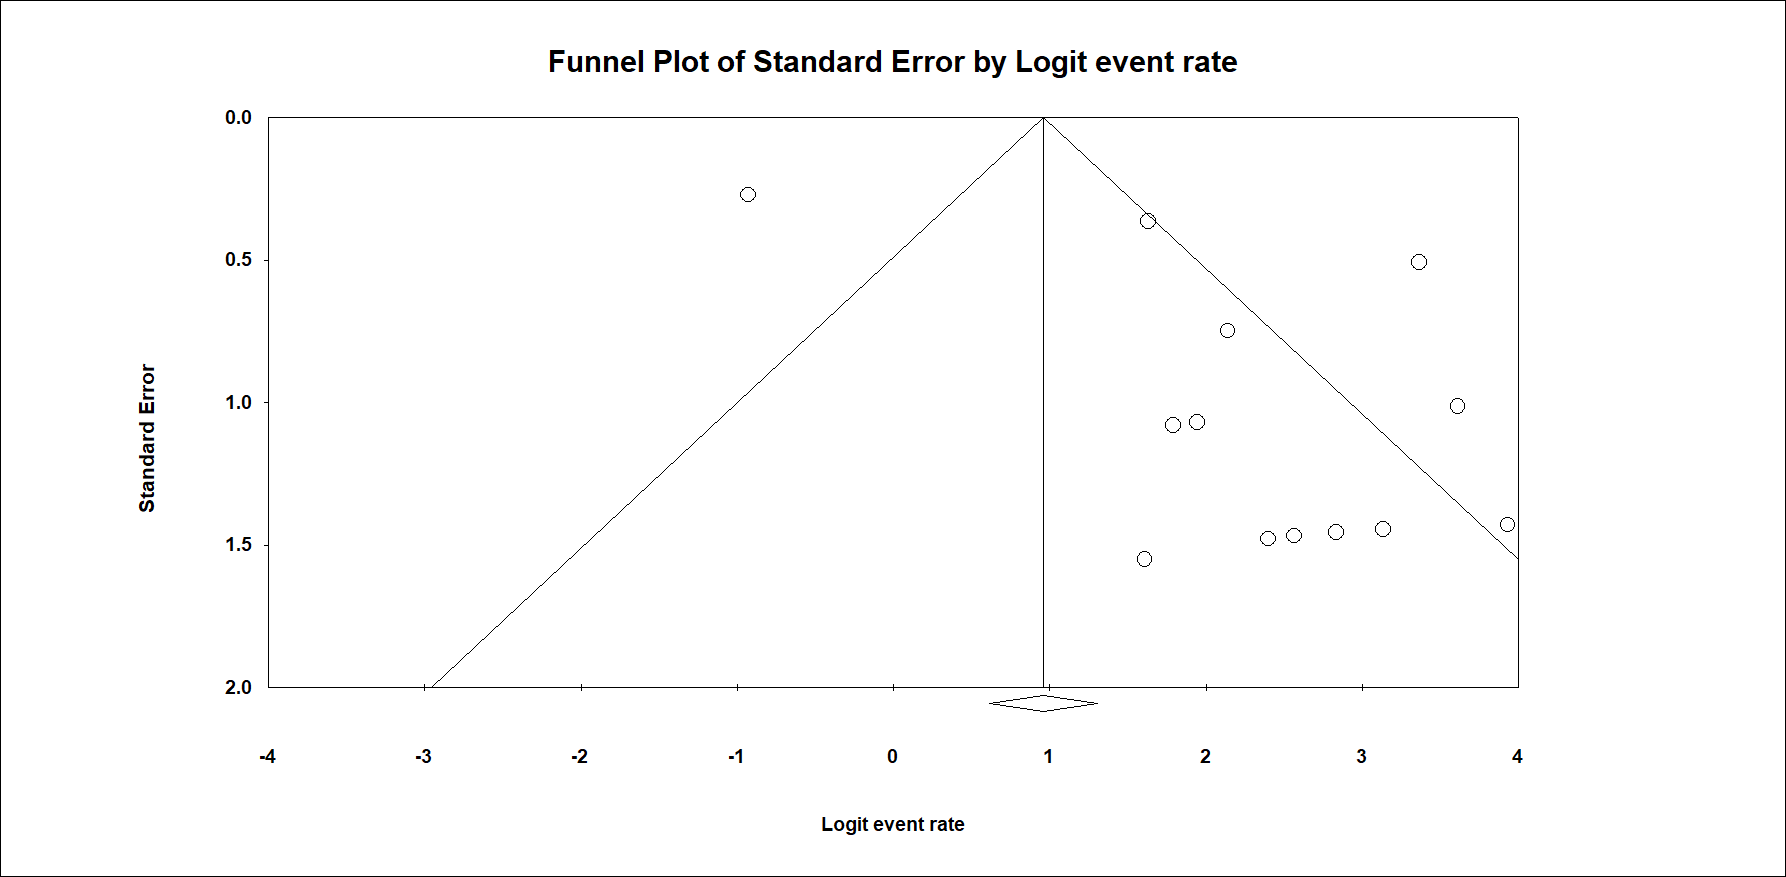 Funnel Plot of Standard Error by Logit event rate
0.0
0.5
1.0
1.5
2.0
Standard Error
-4 -3 -2 -1 0 1 2 3 4
Logit event rate